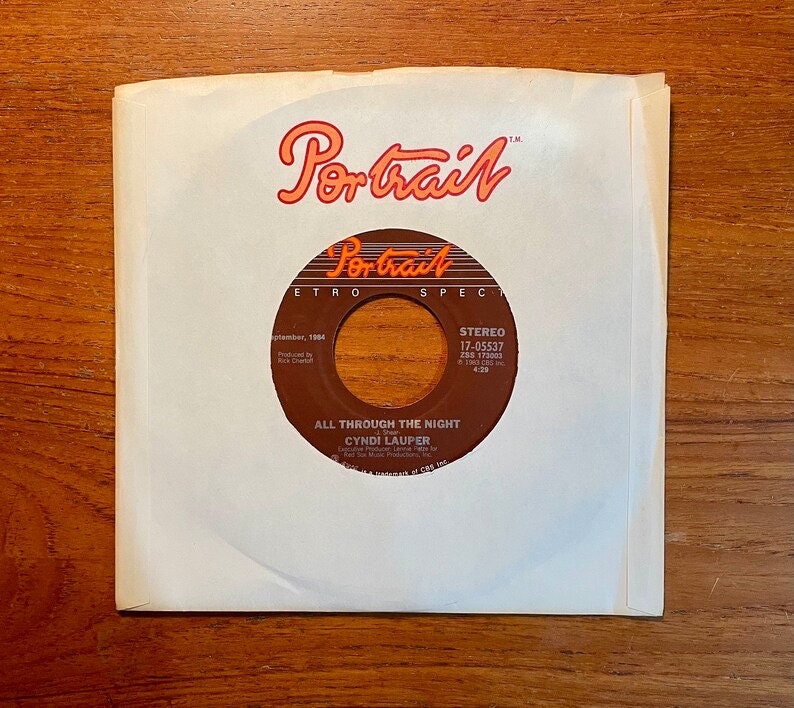 Portrait T.M.
Portrait
ETRO SPECT
eptember, 1984
STEREO
17-05537
ZSS 173003
Produced by
Rick Chertoff
℗ 1983 CBS Inc.
4:29
ALL THROUGH THE NIGHT
-J. Shear-
CYNDI LAUPER
Executive Producer: Lennie Petze for
Red Sox Music Productions, Inc.
is a trademark of CBS Inc.